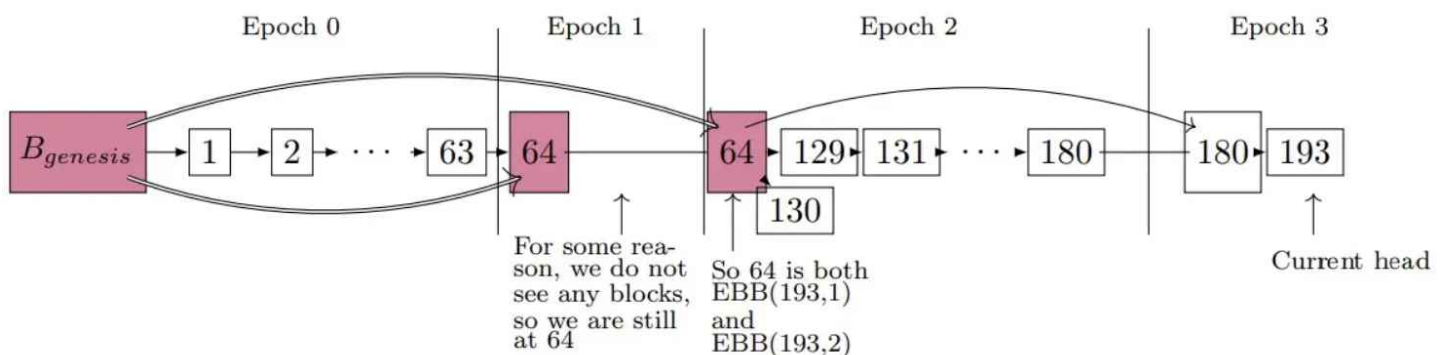 Epoch 0
Epoch 1
Epoch 2
Epoch 3
B_genesis
1
2
· · ·
63
64
64
129
131
· · ·
180
180
193
130
For some rea-
son, we do not
see any blocks,
so we are still
at 64
So 64 is both
EBB(193,1)
and
EBB(193,2)
Current head